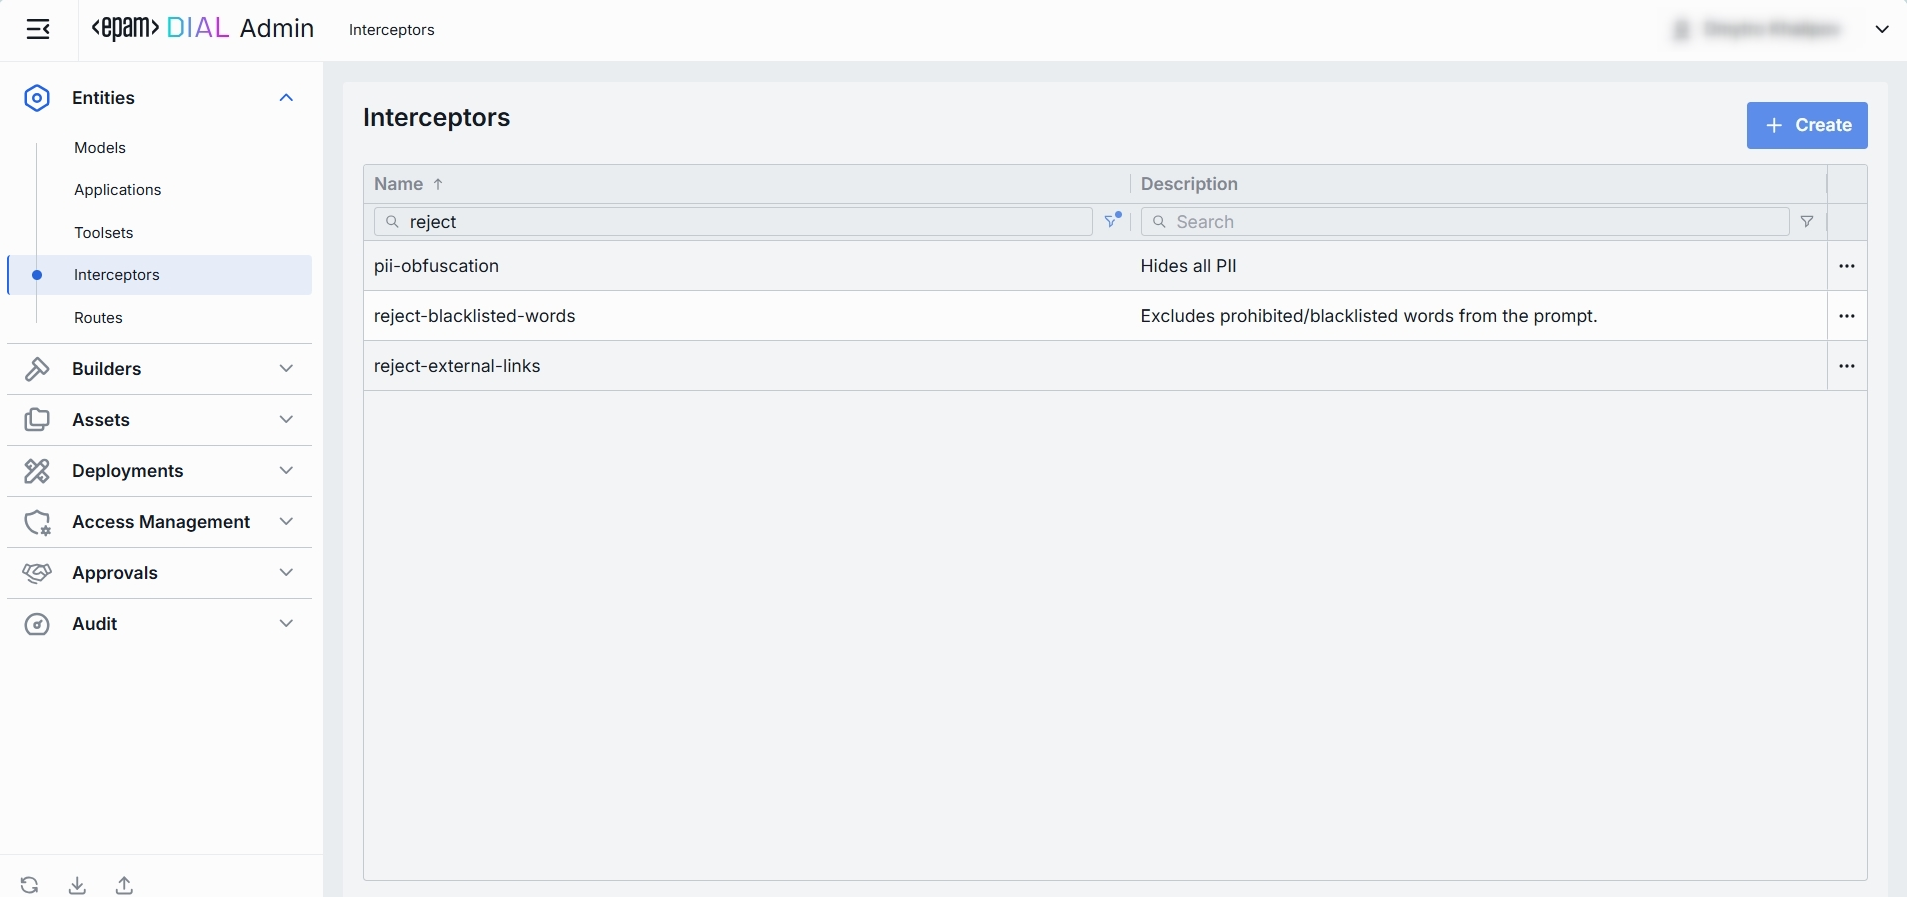 <epam> DIAL Admin
Interceptors
Entities
Models
Applications
Toolsets
Interceptors
Routes
Builders
Assets
Deployments
Access Management
Approvals
Audit
Interceptors
+ Create
Name ↑
Description
reject
Search
pii-obfuscation
Hides all PII
reject-blacklisted-words
Excludes prohibited/blacklisted words from the prompt.
reject-external-links